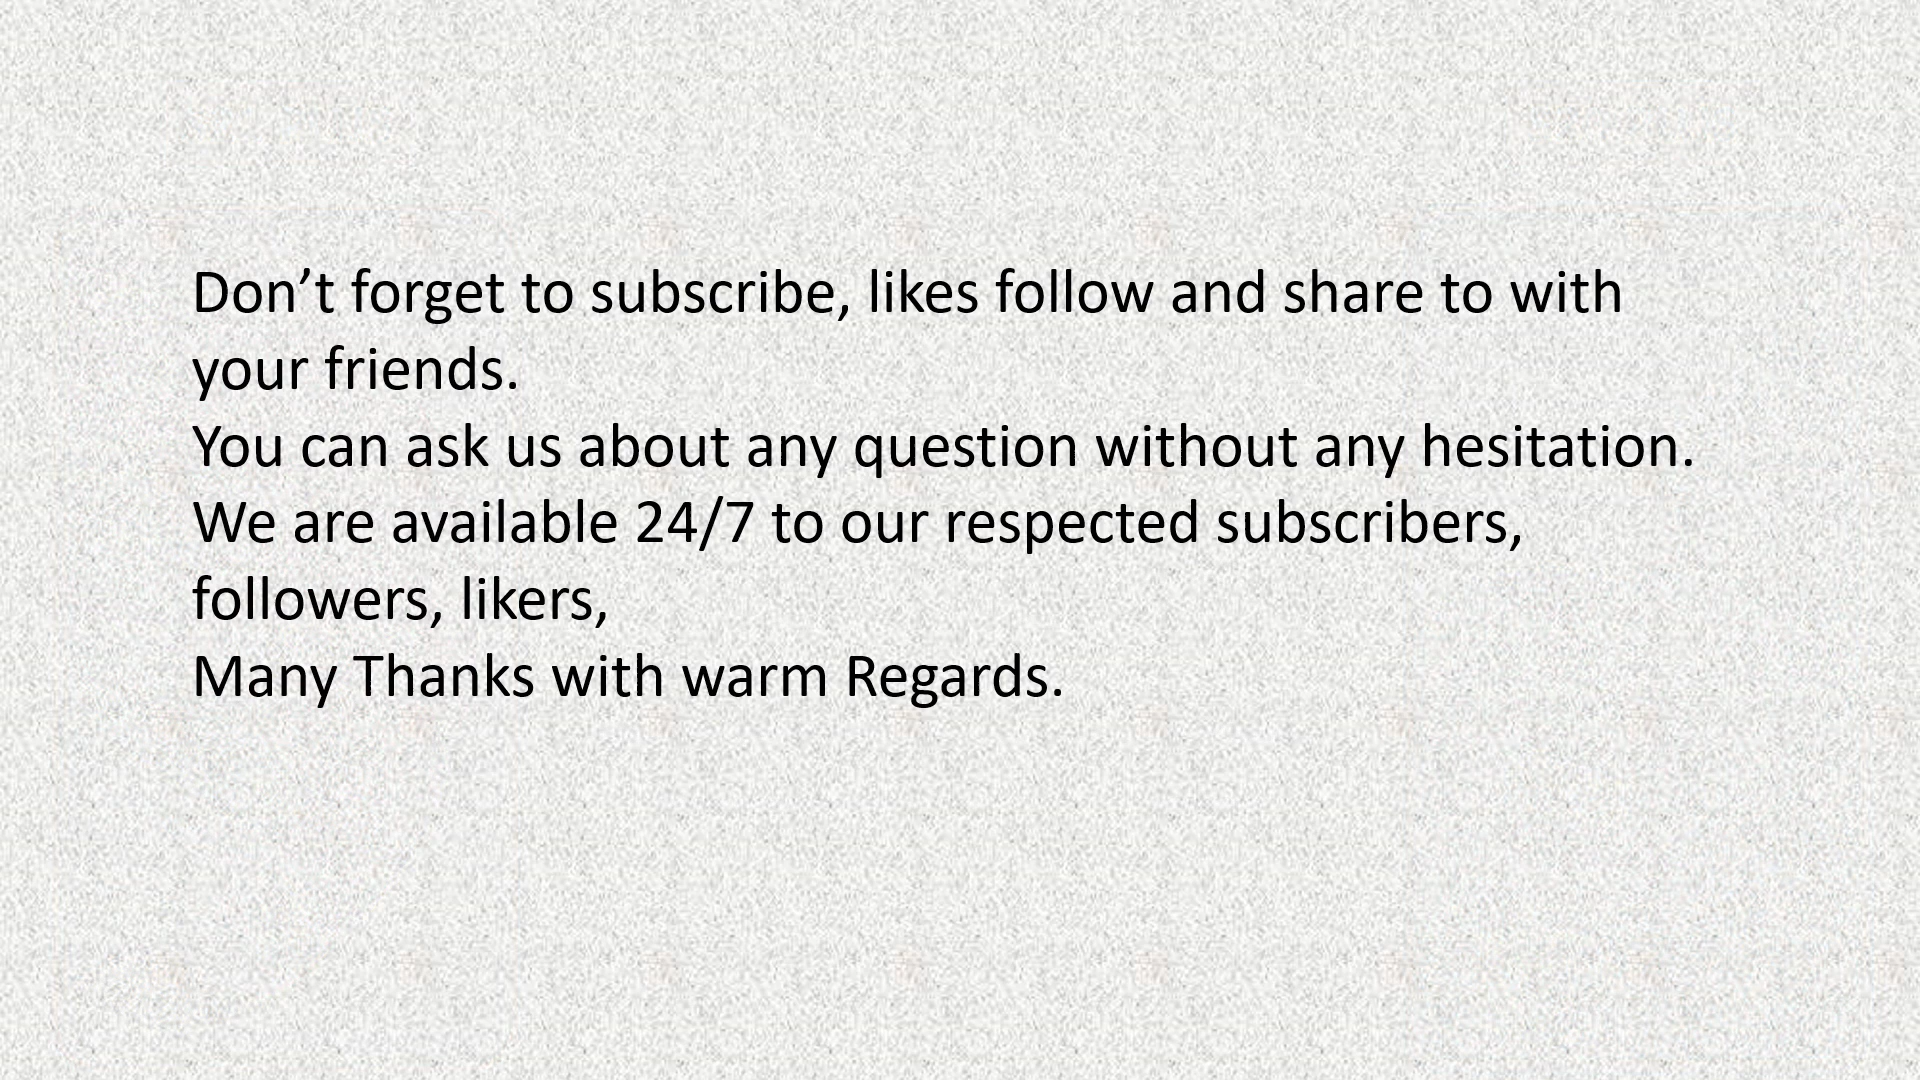 Don’t forget to subscribe, likes follow and share to with
your friends.
You can ask us about any question without any hesitation.
We are available 24/7 to our respected subscribers,
followers, likers,
Many Thanks with warm Regards.